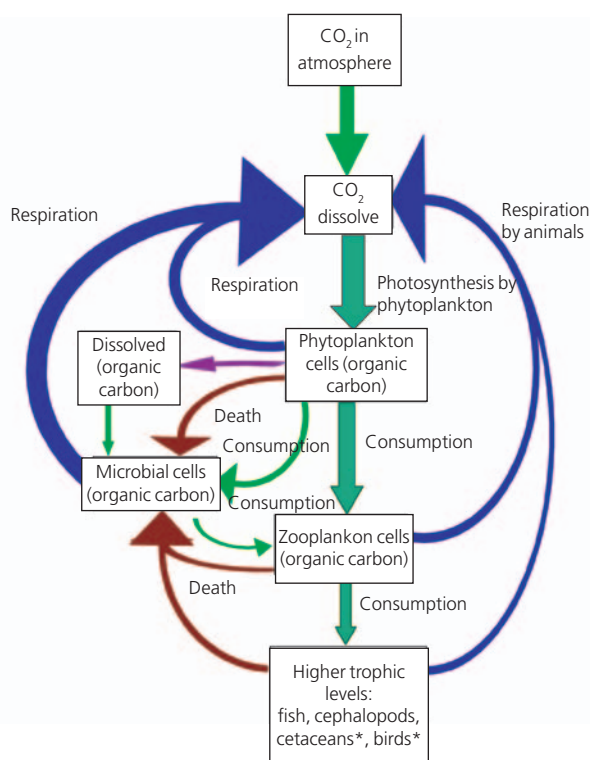 CO₂ in
atmosphere
CO₂
dissolve
Respiration
Respiration
by animals
Respiration
Photosynthesis by
phytoplankton
Dissolved
(organic
carbon)
Phytoplankton
cells (organic
carbon)
Death
Consumption
Consumption
Microbial cells
(organic carbon)
Consumption
Zooplankon cells
(organic carbon)
Death
Consumption
Higher trophic
levels:
fish, cephalopods,
cetaceans*, birds*